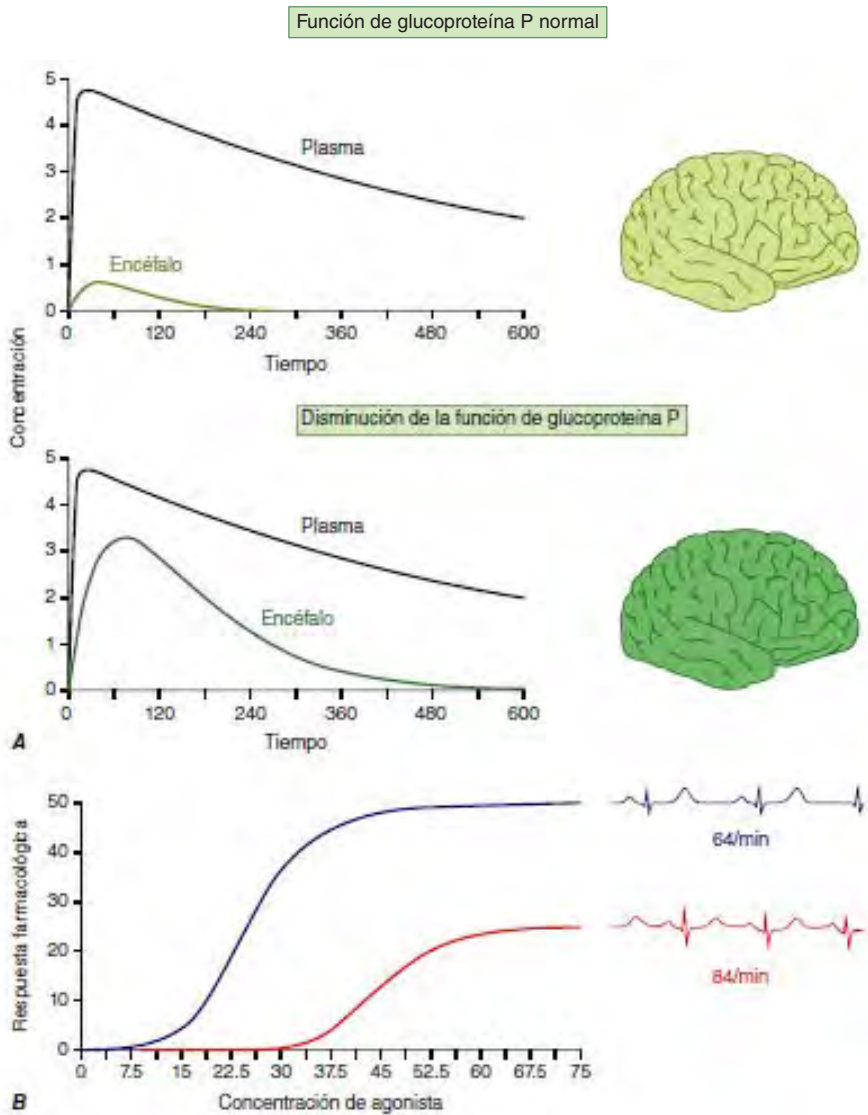 Función de glucoproteína P normal
Concentración
5
4
3
2
1
0
Plasma
Encéfalo
0 120 240 360 480 600
Tiempo
Disminución de la función de glucoproteína P
5
4
3
2
1
0
Plasma
Encéfalo
0 120 240 360 480 600
A
Tiempo
Respuesta farmacológica
50
40
30
20
10
0
64/min
84/min
0 7.5 15 22.5 30 37.5 45 52.5 60 67.5 75
B
Concentración de agonista